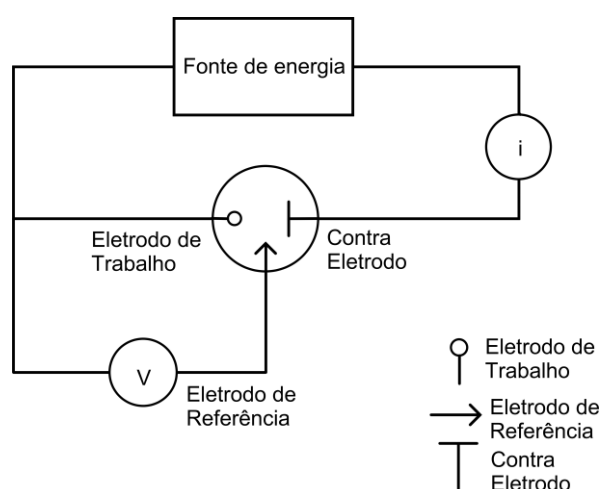 Fonte de energia
i
Eletrodo de
Trabalho
Contra
Eletrodo
V
Eletrodo de
Referência
Eletrodo de
Trabalho
Eletrodo de
Referência
Contra
Eletrodo